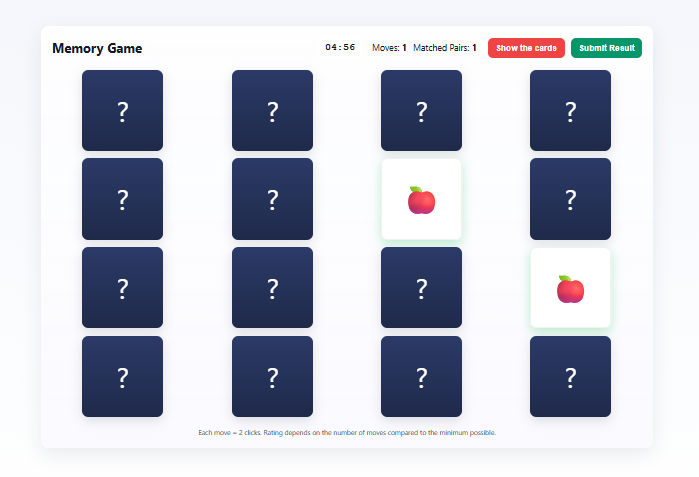 Memory Game 04:56 Moves: 1 Matched Pairs: 1 Show the cards Submit Result
? ? ? ?
? ? ?
? ? ?
? ? ? ?
Each move = 2 clicks. Rating depends on the number of moves compared to the minimum possible.